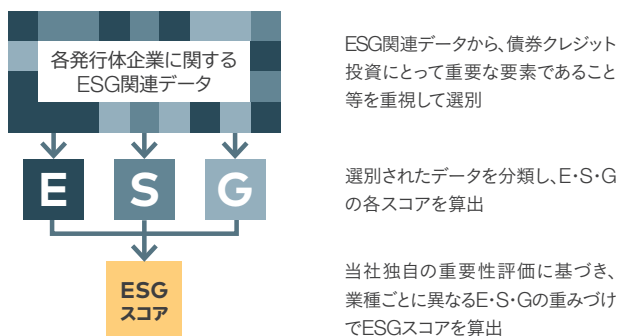 各発行体企業に関する
ESG関連データ
ESG関連データから、債券クレジット
投資にとって重要な要素であること
等を重視して選別
E
S
G
選別されたデータを分類し、E・S・G
の各スコアを算出
ESG
スコア
当社独自の重要性評価に基づき、
業種ごとに異なるE・S・Gの重みづけ
でESGスコアを算出